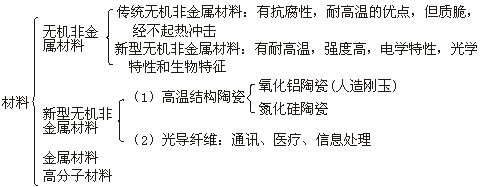 传统无机非金属材料：有抗腐性，耐高温的优点，但质脆，
经不起热冲击
无机非金
属材料
新型无机非金属材料：有耐高温，强度高，电学特性，光学
特性和生物特征
材料
新型无机非
金属材料
（1）高温结构陶瓷
氧化铝陶瓷(人造刚玉)
氮化硅陶瓷
（2）光导纤维：通讯、医疗、信息处理
金属材料
高分子材料